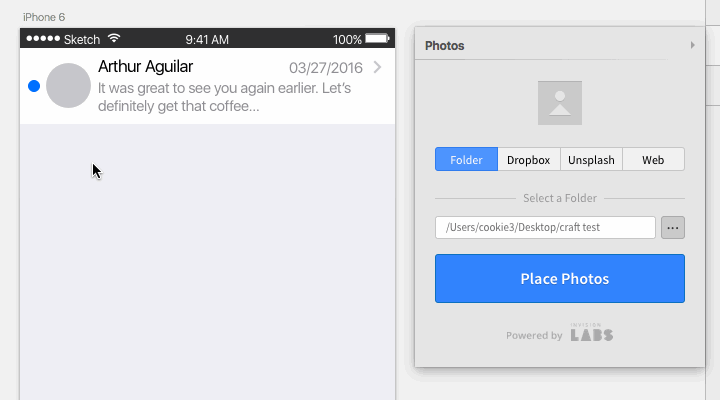 iPhone 6
Sketch 9:41 AM 100%
Arthur Aguilar 03/27/2016
It was great to see you again earlier. Let's
definitely get that coffee...
Photos
Folder Dropbox Unsplash Web
Select a Folder
/Users/cookie3/Desktop/craft test
...
Place Photos
Powered by INVISION LABS